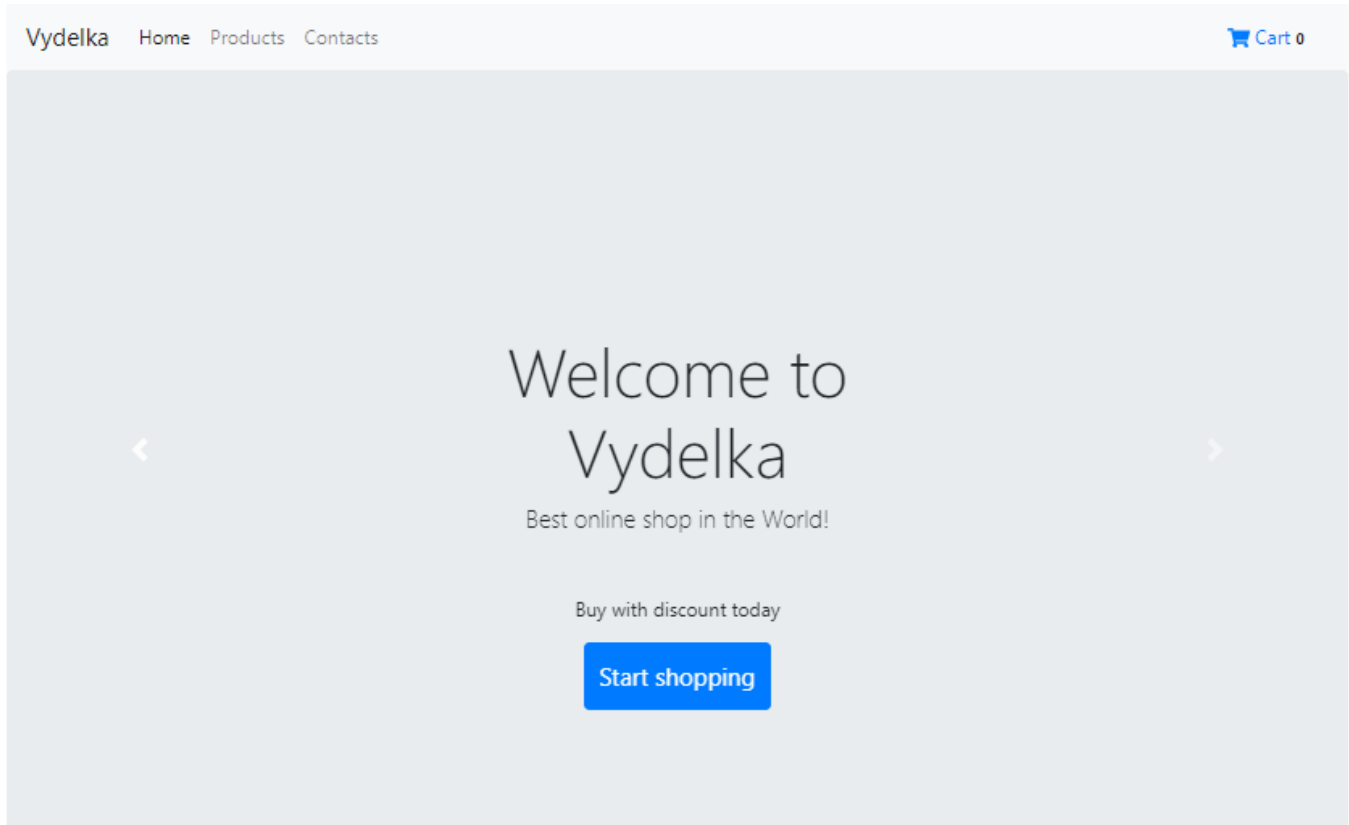 Vydelka Home Products Contacts Cart 0
Welcome to
Vydelka
Best online shop in the World!
Buy with discount today
Start shopping